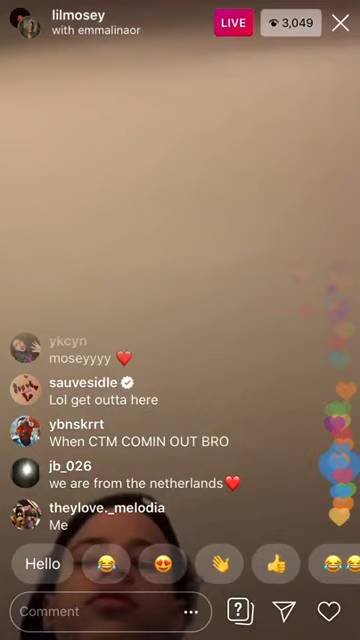 lilmosey
with emmalinaor
LIVE
3,049
ykcyn
moseyyyy ❤️
sauvesidle
Lol get outta here
ybnskrrt
When CTM COMIN OUT BRO
jb_026
we are from the netherlands❤️
theylove._melodia
Me
Hello 😂 😍 👋 👍 😂😂
Comment